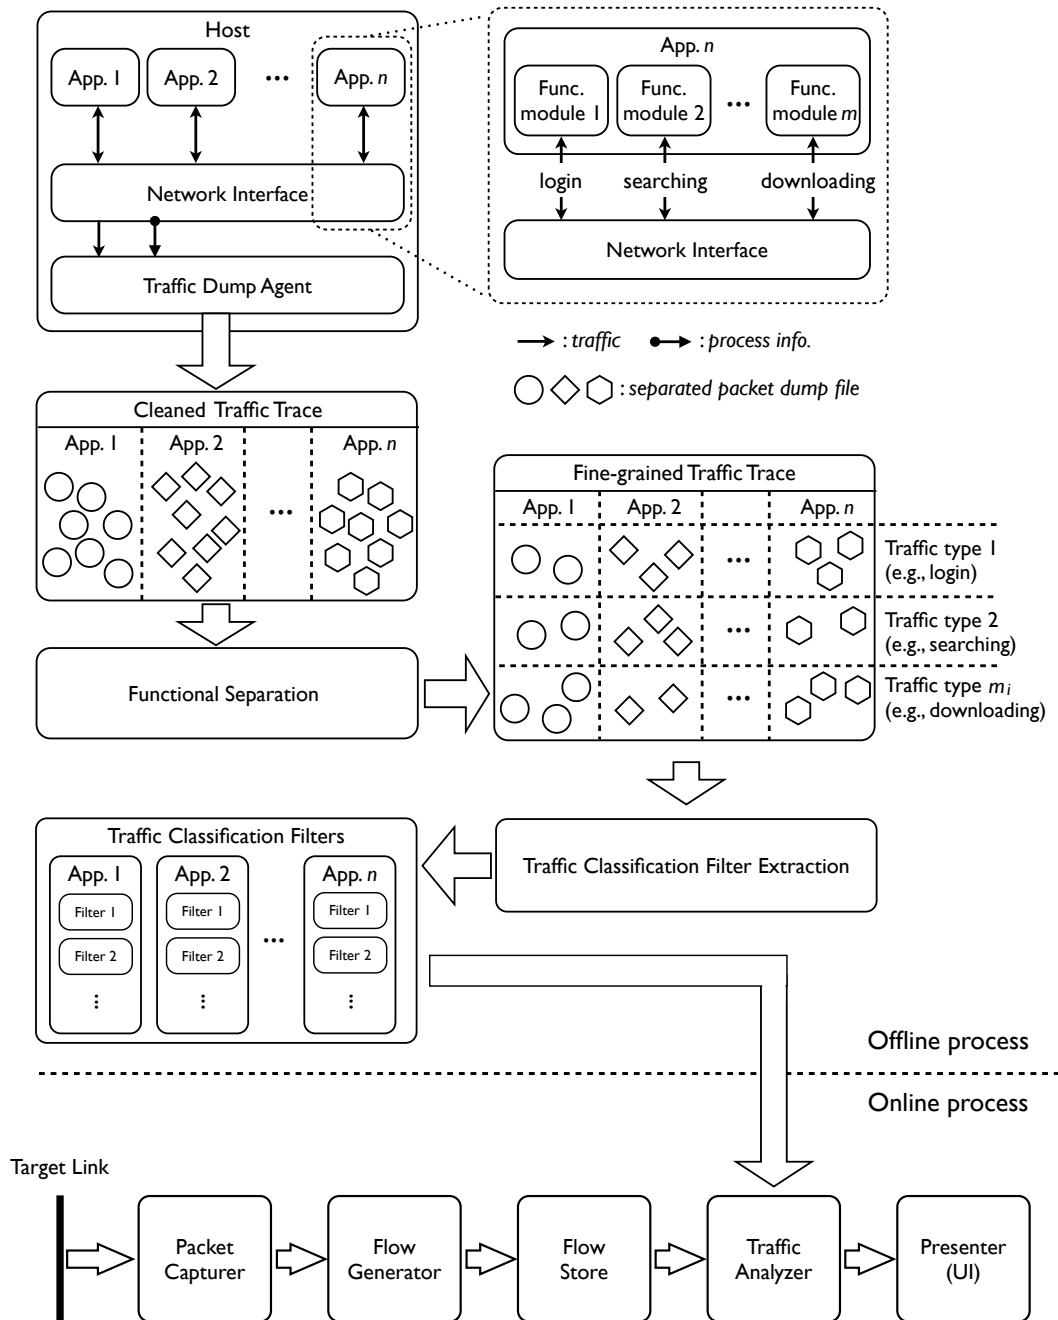 Host
App. 1 App. 2 ••• App. n
Network Interface
Traffic Dump Agent
App. n
Func. module 1 Func. module 2 ••• Func. module m
login searching downloading
Network Interface
: traffic : process info.
: separated packet dump file
Cleaned Traffic Trace
App. 1 App. 2 App. n
•••
Fine-grained Traffic Trace
App. 1 App. 2 App. n
•••
Traffic type 1
(e.g., login)
•••
Traffic type 2
(e.g., searching)
•••
Traffic type mi
(e.g., downloading)
Functional Separation
Traffic Classification Filter Extraction
Traffic Classification Filters
App. 1 App. 2 App. n
Filter 1 Filter 1 Filter 1
•••
Filter 2 Filter 2 Filter 2
⋮ ⋮ ⋮
Offline process
Online process
Target Link
Packet Capturer
Flow Generator
Flow Store
Traffic Analyzer
Presenter (UI)